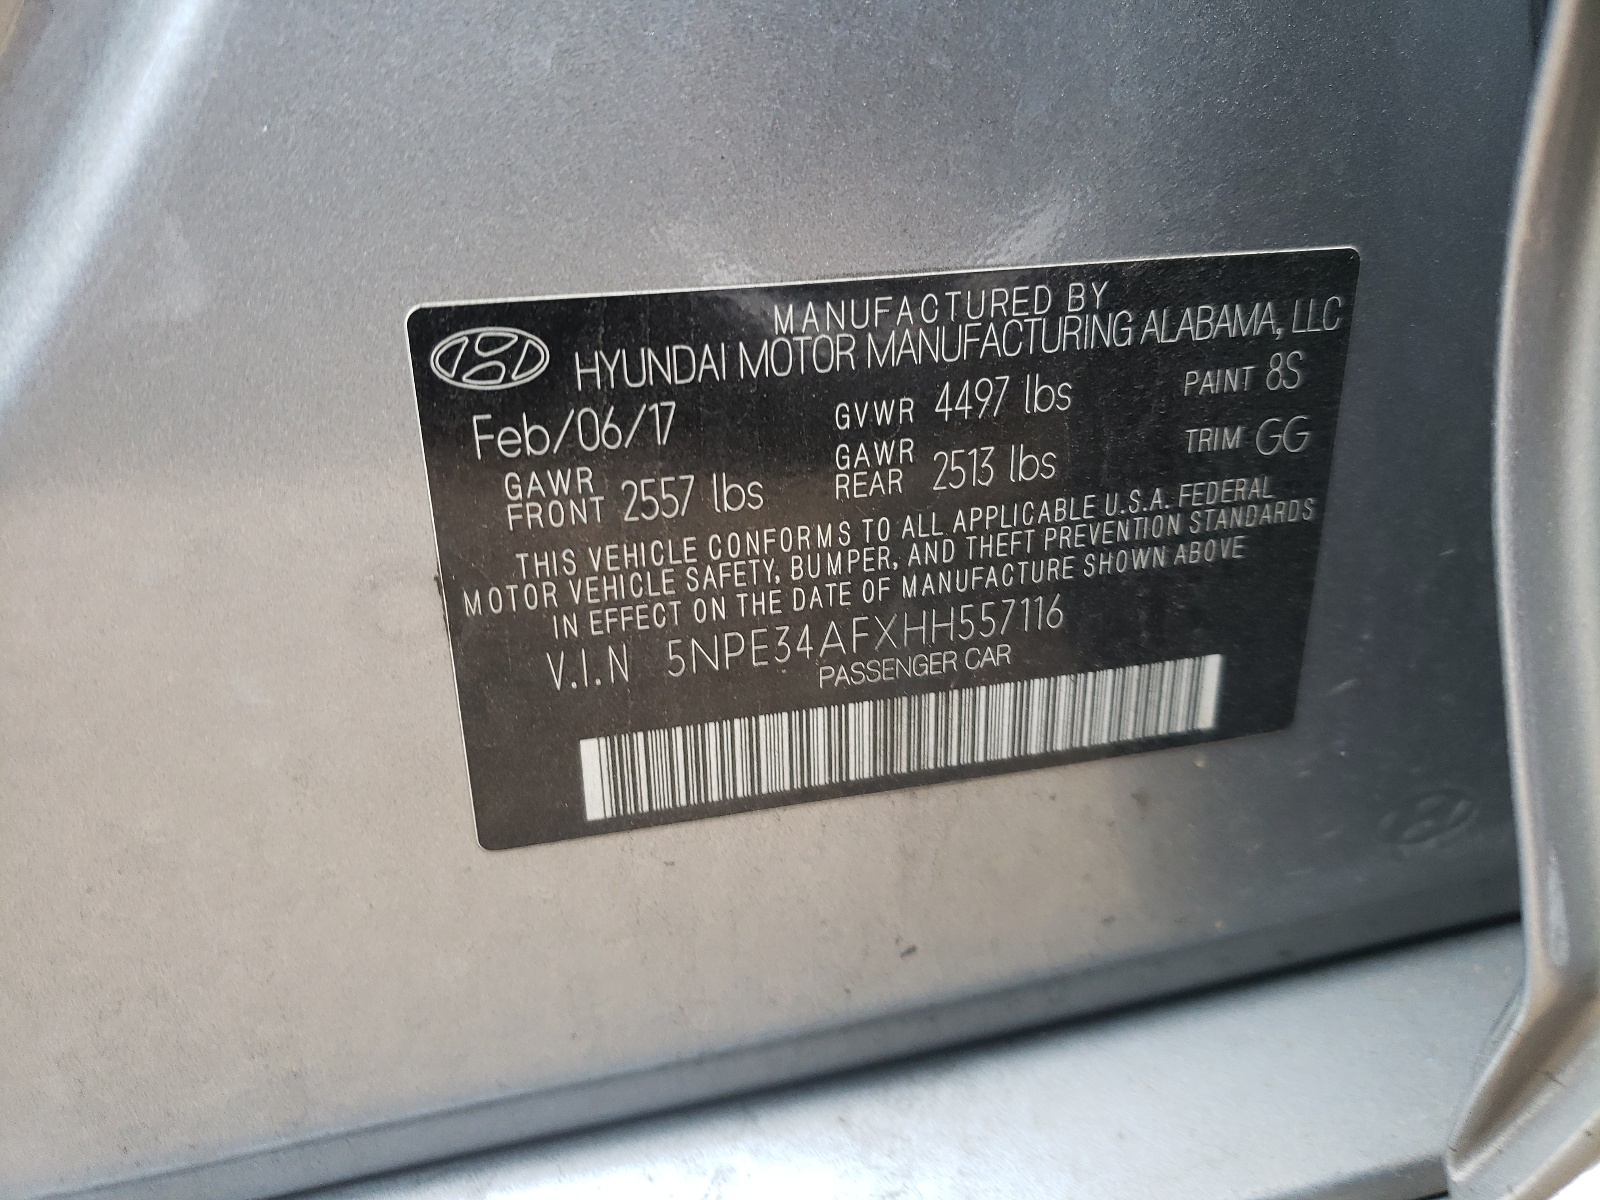 MANUFACTURED BY
HYUNDAI MOTOR MANUFACTURING ALABAMA, LLC
Feb/06/17 GVWR 4497 lbs PAINT 8S
GAWR FRONT 2557 lbs GAWR REAR 2513 lbs TRIM GG
THIS VEHICLE CONFORMS TO ALL APPLICABLE U.S.A. FEDERAL
MOTOR VEHICLE SAFETY, BUMPER, AND THEFT PREVENTION STANDARDS
IN EFFECT ON THE DATE OF MANUFACTURE SHOWN ABOVE
V.I.N 5NPE34AFXHH557116
PASSENGER CAR